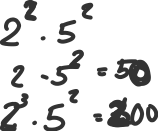 2² · 5²
2 · 5² = 50
2³ · 5² = 200